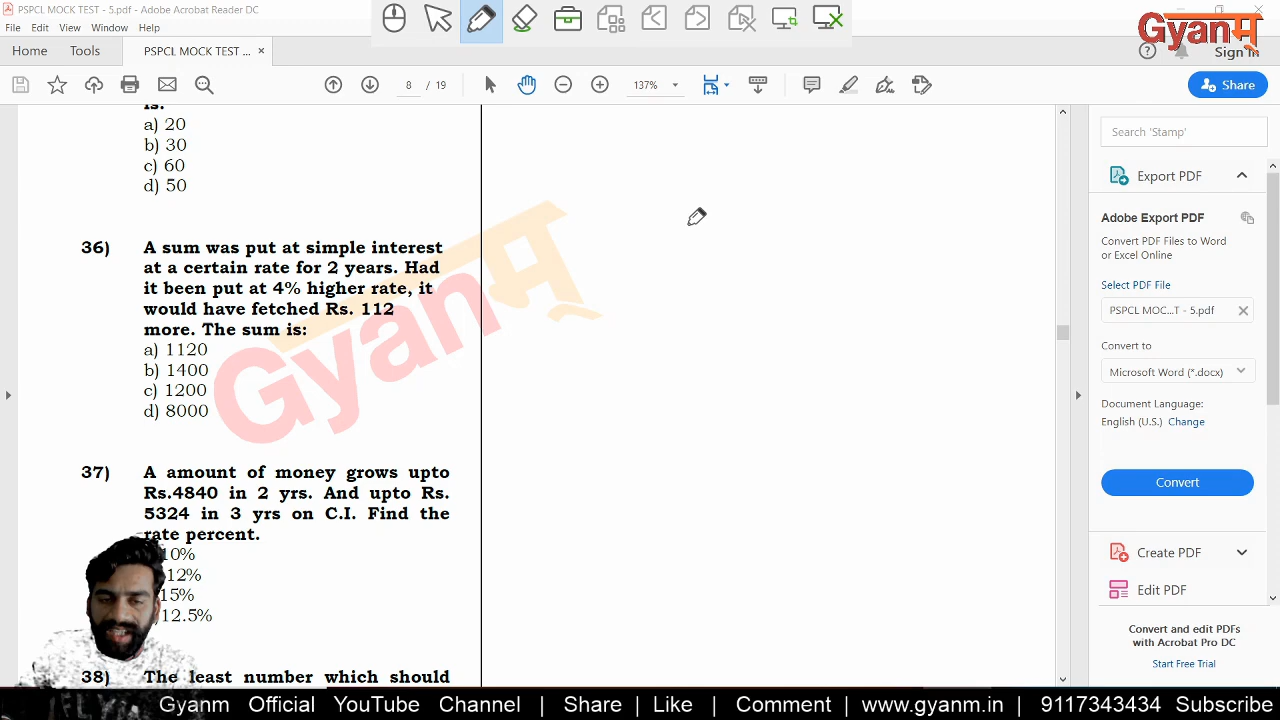 PSPCL MOCK TEST - 5.pdf - Adobe Acrobat Reader DC
File Edit View Window Help
Home Tools PSPCL MOCK TEST ... ×
Gyanम्
Sign In
8 / 19
137%
Share
is:
a) 20
b) 30
c) 60
d) 50
36) A sum was put at simple interest
at a certain rate for 2 years. Had
it been put at 4% higher rate, it
would have fetched Rs. 112
more. The sum is:
a) 1120
b) 1400
c) 1200
d) 8000
37) A amount of money grows upto
Rs.4840 in 2 yrs. And upto Rs.
5324 in 3 yrs on C.I. Find the
rate percent.
10%
12%
15%
12.5%
38) The least number which should
Gyanम्
Search 'Stamp'
Export PDF
Adobe Export PDF
Convert PDF Files to Word
or Excel Online
Select PDF File
PSPCL MOC...T - 5.pdf
Convert to
Microsoft Word (*.docx)
Document Language:
English (U.S.) Change
Convert
Create PDF
Edit PDF
Convert and edit PDFs
with Acrobat Pro DC
Start Free Trial
Gyanm Official YouTube Channel | Share | Like | Comment | www.gyanm.in | 9117343434 Subscribe